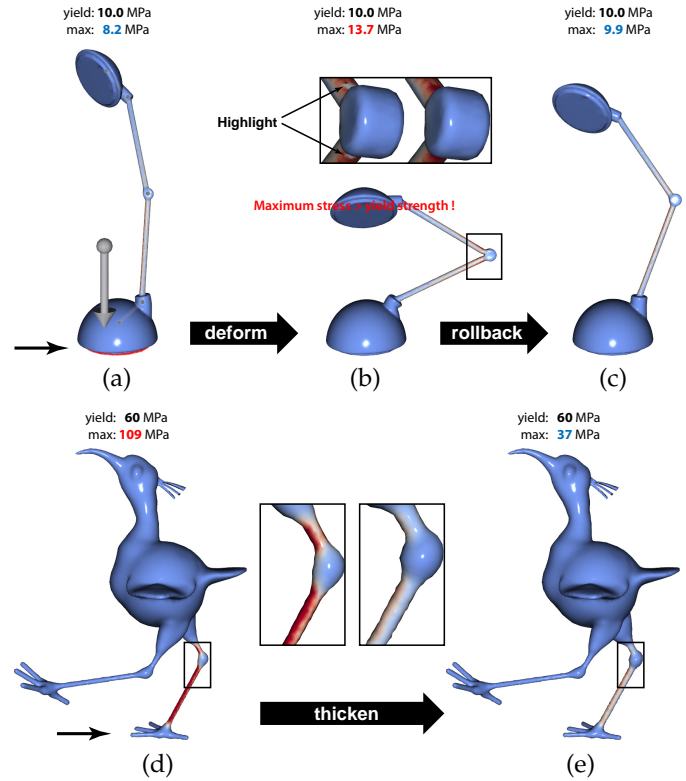 yield: 10.0 MPa
max: 8.2 MPa
yield: 10.0 MPa
max: 13.7 MPa
yield: 10.0 MPa
max: 9.9 MPa
Highlight
Maximum stress > yield strength !
deform
rollback
(a)
(b)
(c)
yield: 60 MPa
max: 109 MPa
yield: 60 MPa
max: 37 MPa
thicken
(d)
(e)